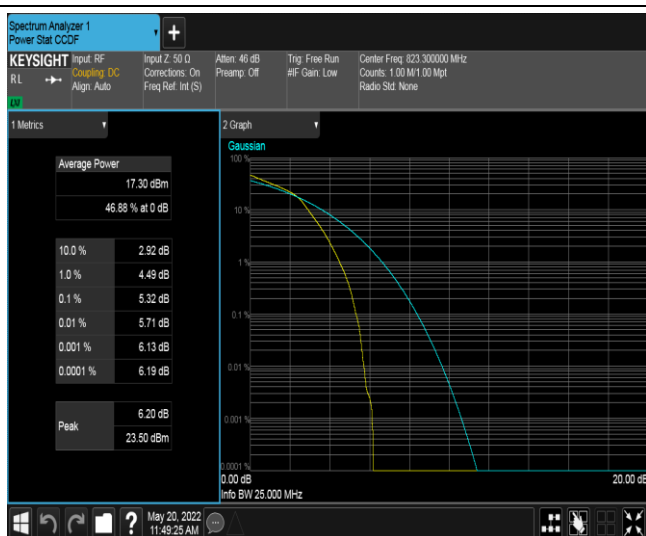 Spectrum Analyzer 1
Power Stat CCDF
+
KEYSIGHT
RL
Input: RF
Coupling: DC
Align: Auto
Input Z: 50 Ω
Corrections: On
Freq Ref: Int (S)
Atten: 46 dB
Preamp: Off
Trig: Free Run
#IF Gain: Low
Center Freq: 823.300000 MHz
Counts: 1.00 M/1.00 Mpt
Radio Std: None
1 Metrics
Average Power
17.30 dBm
46.88 % at 0 dB
10.0 % 2.92 dB
1.0 % 4.49 dB
0.1 % 5.32 dB
0.01 % 5.71 dB
0.001 % 6.13 dB
0.0001 % 6.19 dB
Peak
6.20 dB
23.50 dBm
2 Graph
Gaussian
100 %
10 %
1 %
0.1 %
0.01 %
0.001 %
0.0001 %
0.00 dB
20.00 dB
Info BW 25.000 MHz
?
May 20, 2022
11:49:25 AM